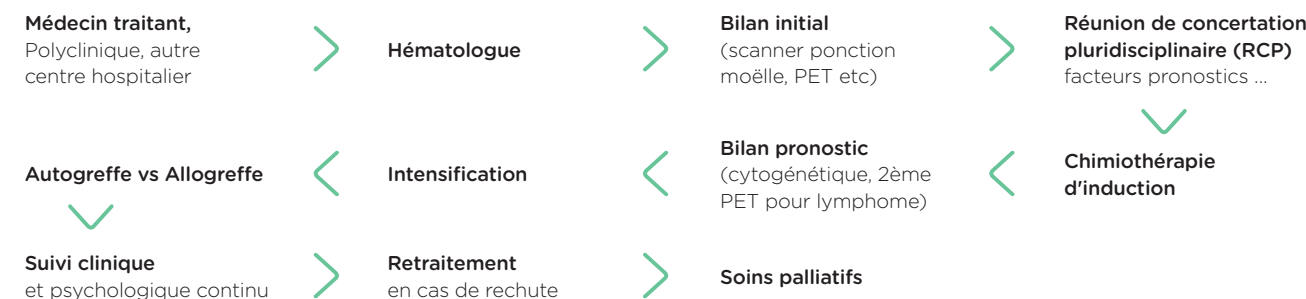 Médecin traitant,
Polyclinique, autre
centre hospitalier
Hématologue
Bilan initial
(scanner ponction
moëlle, PET etc)
Réunion de concertation
pluridisciplinaire (RCP)
facteurs pronostics ...
Chimiothérapie
d'induction
Bilan pronostic
(cytogénétique, 2ème
PET pour lymphome)
Intensification
Autogreffe vs Allogreffe
Suivi clinique
et psychologique continu
Retraitement
en cas de rechute
Soins palliatifs